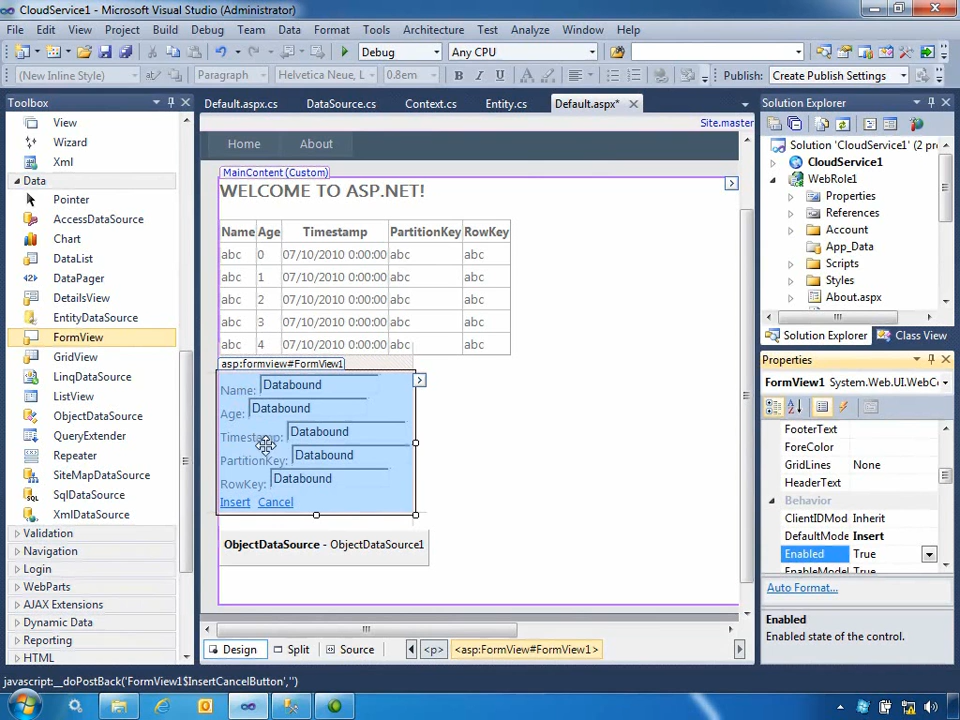 CloudService1 - Microsoft Visual Studio (Administrator)
File Edit View Project Build Debug Team Data Format Table Tools Architecture Test Analyze Window Help
Debug Any CPU
(New Inline Style) Paragraph Helvetica Neue, L 0.8em B I U A Publish: Create Publish Settings
Toolbox
View
Wizard
Xml
Data
Pointer
AccessDataSource
Chart
DataList
DataPager
DetailsView
EntityDataSource
FormView
GridView
LinqDataSource
ListView
ObjectDataSource
QueryExtender
Repeater
SiteMapDataSource
SqlDataSource
XmlDataSource
Validation
Navigation
Login
WebParts
AJAX Extensions
Dynamic Data
Reporting
HTML
Default.aspx.cs DataSource.cs Context.cs Entity.cs Default.aspx*
Site.master
Home About
MainContent (Custom)
WELCOME TO ASP.NET!
Name Age Timestamp PartitionKey RowKey
abc 0 07/10/2010 0:00:00 abc abc
abc 1 07/10/2010 0:00:00 abc abc
abc 2 07/10/2010 0:00:00 abc abc
abc 3 07/10/2010 0:00:00 abc abc
abc 4 07/10/2010 0:00:00 abc abc
asp:formview#FormView1
Name: Databound
Age: Databound
Timestamp: Databound
PartitionKey: Databound
RowKey: Databound
Insert Cancel
ObjectDataSource - ObjectDataSource1
Design Split Source <p> <asp:FormView#FormView1>
Solution Explorer
Solution 'CloudService1' (2 pr
CloudService1
WebRole1
Properties
References
Account
App_Data
Scripts
Styles
About.aspx
Solution Explorer Class View
Properties
FormView1 System.Web.UI.WebCo
FooterText
ForeColor
GridLines None
HeaderText
Behavior
ClientIDMod Inherit
DefaultMode Insert
Enabled True
EnableModel True
Auto Format...
Enabled
Enabled state of the control.
javascript:__doPostBack('FormView1$InsertCancelButton','')